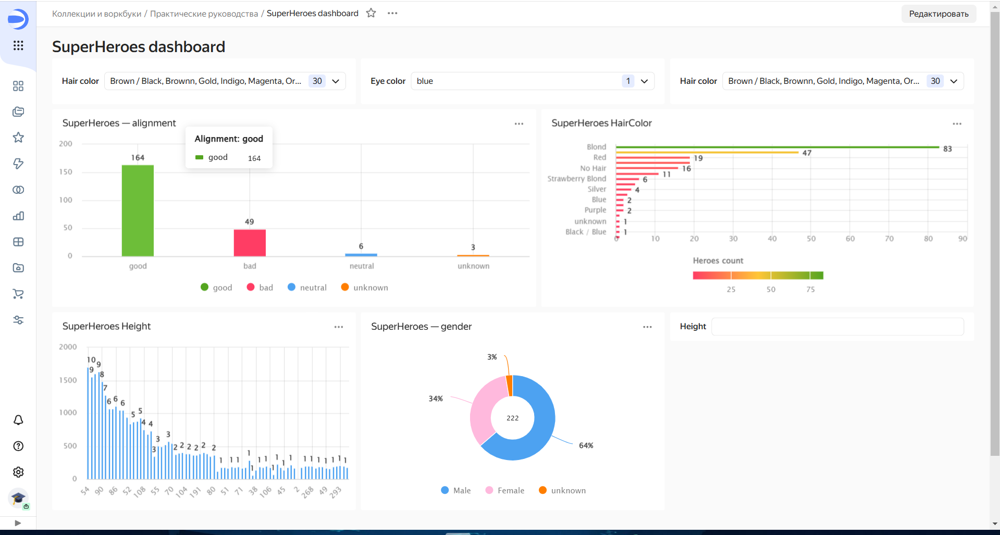 Коллекции и воркбуки / Практические руководства / SuperHeroes dashboard
Редактировать
SuperHeroes dashboard
Hair color Brown / Black, Brownn, Gold, Indigo, Magenta, Or... 30
Eye color blue 1
Hair color Brown / Black, Brownn, Gold, Indigo, Magenta, Or... 30
SuperHeroes — alignment
Alignment: good
good 164
200
150
100
50
0
164
49
6
3
good bad neutral unknown
good bad neutral unknown
SuperHeroes HairColor
Blond 83
47
Red 19
No Hair 16
11
Strawberry Blond 6
Silver 4
Blue 2
Purple 2
unknown 1
Black / Blue 1
0 10 20 30 40 50 60 70 80 90
Heroes count
25 50 75
SuperHeroes Height
2000
1500
1000
500
0
10 9 9 8 7 6 6 6 5 5 4 4 3 3 3 2 2 2 2 2 2 1 1 1 1 1 1 1 1 1 1 1 1 1 1 1 1 1 1
54 90 86 52 108 55 70 104 191 80 51 71 38 106 45 2 268 49 293
SuperHeroes — gender
3%
34%
222
64%
Male Female unknown
Height